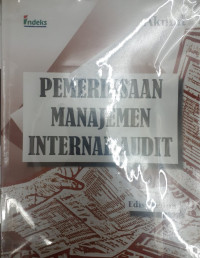 indeks
PEMERIKSAAN
MANAJEMEN
INTERNAL AUDIT